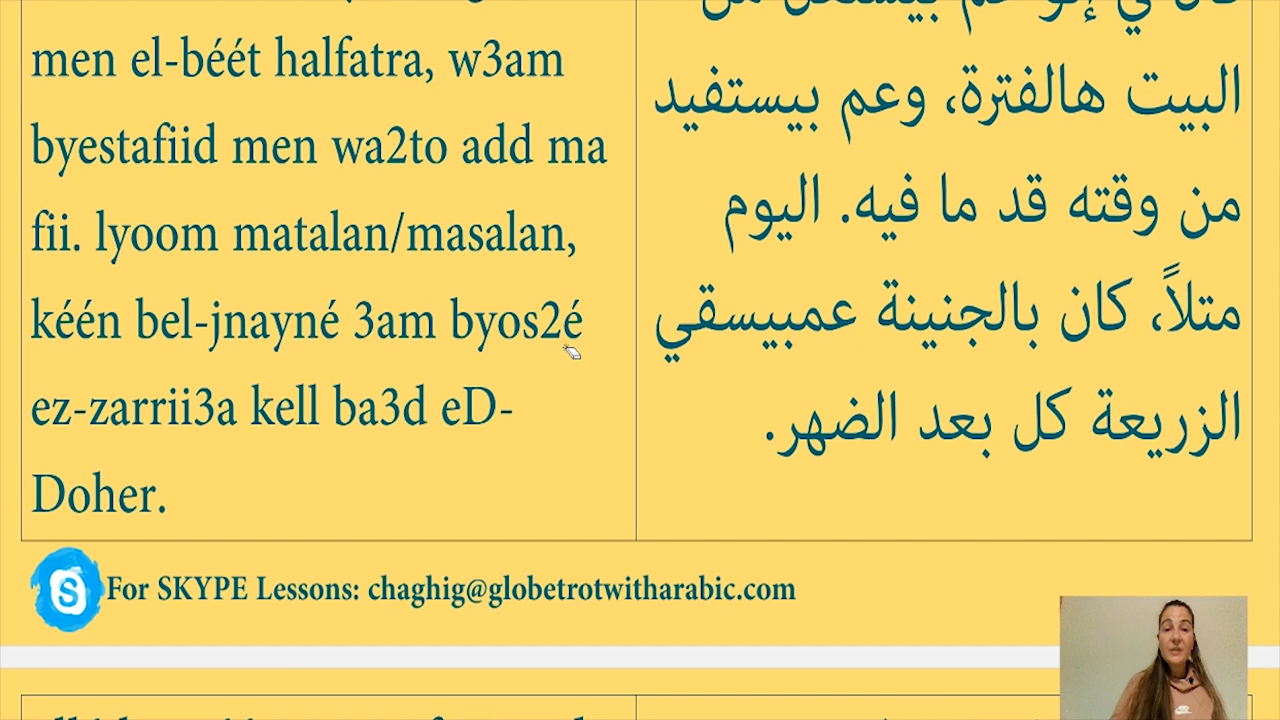 men el-béét halfatra, w3am
byestafiid men wa2to add ma
fii. lyoom matalan/masalan,
kéén bel-jnayné 3am byos2é
ez-zarrii3a kell ba3d eD-
Doher.
البيت هالفترة، وعم بيستفيد
من وقته قد ما فيه. اليوم
متلاً، كان بالجنينة عمبيسقي
الزريعة كل بعد الضهر.
For SKYPE Lessons: chaghig@globetrotwitharabic.com